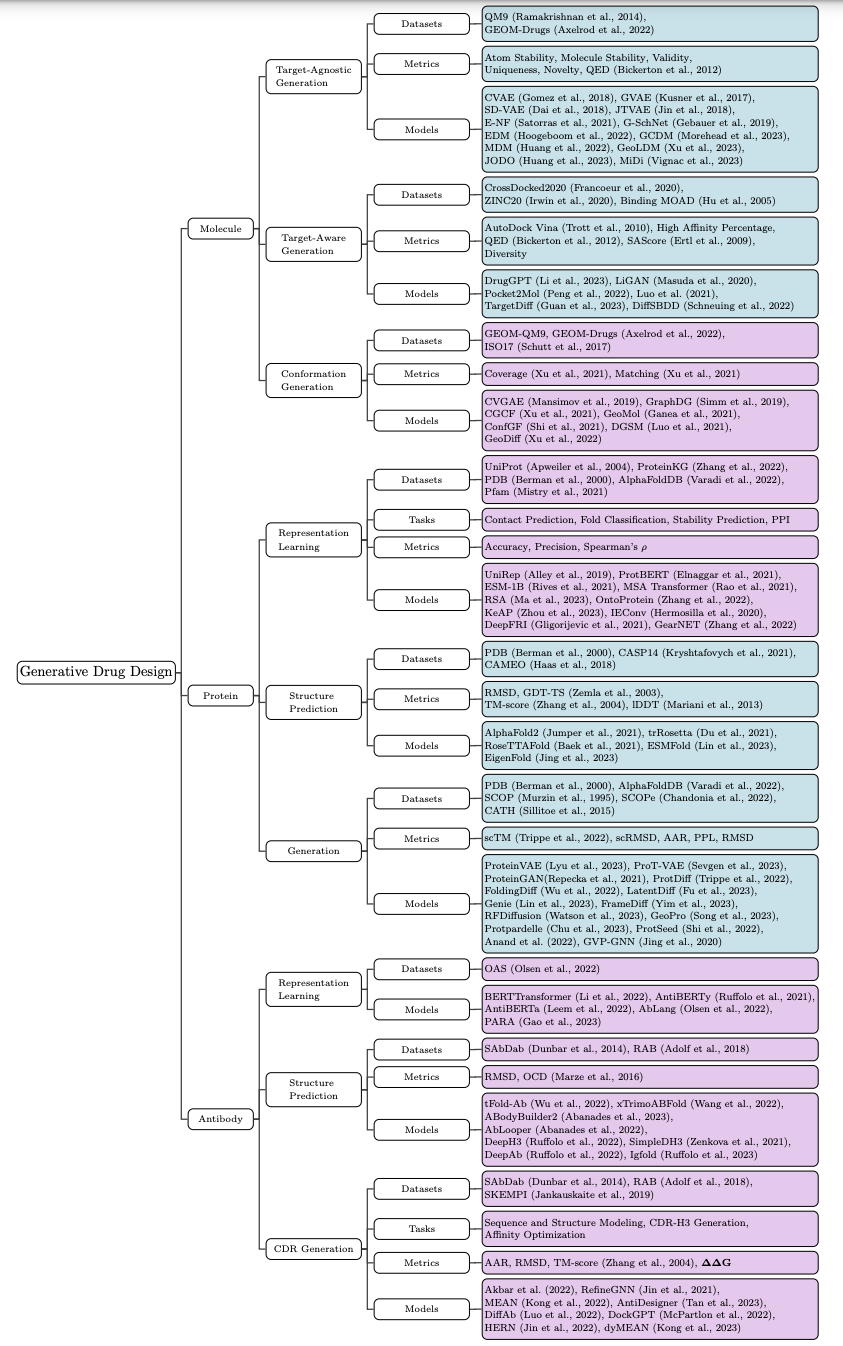 Generative Drug Design
Molecule
Target-Agnostic
Generation
Datasets
QM9 (Ramakrishnan et al., 2014),
GEOM-Drugs (Axelrod et al., 2022)
Metrics
Atom Stability, Molecule Stability, Validity,
Uniqueness, Novelty, QED (Bickerton et al., 2012)
Models
CVAE (Gomez et al., 2018), GVAE (Kusner et al., 2017),
SD-VAE (Dai et al., 2018), JTVAE (Jin et al., 2018),
E-NF (Satorras et al., 2021), G-SchNet (Gebauer et al., 2019),
EDM (Hoogeboom et al., 2022), GCDM (Morehead et al., 2023),
MDM (Huang et al., 2022), GeoLDM (Xu et al., 2023),
JODO (Huang et al., 2023), MiDi (Vignac et al., 2023)
Target-Aware
Generation
Datasets
CrossDocked2020 (Francoeur et al., 2020),
ZINC20 (Irwin et al., 2020), Binding MOAD (Hu et al., 2005)
Metrics
AutoDock Vina (Trott et al., 2010), High Affinity Percentage,
QED (Bickerton et al., 2012), SAScore (Ertl et al., 2009),
Diversity
Models
DrugGPT (Li et al., 2023), LiGAN (Masuda et al., 2020),
Pocket2Mol (Peng et al., 2022), Luo et al. (2021),
TargetDiff (Guan et al., 2023), DiffSBDD (Schneuing et al., 2022)
Conformation
Generation
Datasets
GEOM-QM9, GEOM-Drugs (Axelrod et al., 2022),
ISO17 (Schutt et al., 2017)
Metrics
Coverage (Xu et al., 2021), Matching (Xu et al., 2021)
Models
CVGAE (Mansimov et al., 2019), GraphDG (Simm et al., 2019),
CGCF (Xu et al., 2021), GeoMol (Ganea et al., 2021),
ConfGF (Shi et al., 2021), DGSM (Luo et al., 2021),
GeoDiff (Xu et al., 2022)
Protein
Representation
Learning
Datasets
UniProt (Apweiler et al., 2004), ProteinKG (Zhang et al., 2022),
PDB (Berman et al., 2000), AlphaFoldDB (Varadi et al., 2022),
Pfam (Mistry et al., 2021)
Tasks
Contact Prediction, Fold Classification, Stability Prediction, PPI
Metrics
Accuracy, Precision, Spearman's ρ
Models
UniRep (Alley et al., 2019), ProtBERT (Elnaggar et al., 2021),
ESM-1B (Rives et al., 2021), MSA Transformer (Rao et al., 2021),
RSA (Ma et al., 2023), OntoProtein (Zhang et al., 2022),
KeAP (Zhou et al., 2023), IEConv (Hermosilla et al., 2020),
DeepFRI (Gligorijevic et al., 2021), GearNET (Zhang et al., 2022)
Structure
Prediction
Datasets
PDB (Berman et al., 2000), CASP14 (Kryshtafovych et al., 2021),
CAMEO (Haas et al., 2018)
Metrics
RMSD, GDT-TS (Zemla et al., 2003),
TM-score (Zhang et al., 2004), lDDT (Mariani et al., 2013)
Models
AlphaFold2 (Jumper et al., 2021), trRosetta (Du et al., 2021),
RoseTTAFold (Baek et al., 2021), ESMFold (Lin et al., 2023),
EigenFold (Jing et al., 2023)
Generation
Datasets
PDB (Berman et al., 2000), AlphaFoldDB (Varadi et al., 2022),
SCOP (Murzin et al., 1995), SCOPe (Chandonia et al., 2022),
CATH (Sillitoe et al., 2015)
Metrics
scTM (Trippe et al., 2022), scRMSD, AAR, PPL, RMSD
Models
ProteinVAE (Lyu et al., 2023), ProT-VAE (Sevgen et al., 2023),
ProteinGAN(Repecka et al., 2021), ProtDiff (Trippe et al., 2022),
FoldingDiff (Wu et al., 2022), LatentDiff (Fu et al., 2023),
Genie (Lin et al., 2023), FrameDiff (Yim et al., 2023),
RFDiffusion (Watson et al., 2023), GeoPro (Song et al., 2023),
Protpardelle (Chu et al., 2023), ProtSeed (Shi et al., 2022),
Anand et al. (2022), GVP-GNN (Jing et al., 2020)
Antibody
Representation
Learning
Datasets
OAS (Olsen et al., 2022)
Models
BERTTransformer (Li et al., 2022), AntiBERTy (Ruffolo et al., 2021),
AntiBERTa (Leem et al., 2022), AbLang (Olsen et al., 2022),
PARA (Gao et al., 2023)
Structure
Prediction
Datasets
SAbDab (Dunbar et al., 2014), RAB (Adolf et al., 2018)
Metrics
RMSD, OCD (Marze et al., 2016)
Models
tFold-Ab (Wu et al., 2022), xTrimoABFold (Wang et al., 2022),
ABodyBuilder2 (Abanades et al., 2023),
AbLooper (Abanades et al., 2022),
DeepH3 (Ruffolo et al., 2022), SimpleDH3 (Zenkova et al., 2021),
DeepAb (Ruffolo et al., 2022), Igfold (Ruffolo et al., 2023)
CDR Generation
Datasets
SAbDab (Dunbar et al., 2014), RAB (Adolf et al., 2018),
SKEMPI (Jankauskaite et al., 2019)
Tasks
Sequence and Structure Modeling, CDR-H3 Generation,
Affinity Optimization
Metrics
AAR, RMSD, TM-score (Zhang et al., 2004), ΔΔG
Models
Akbar et al. (2022), RefineGNN (Jin et al., 2021),
MEAN (Kong et al., 2022), AntiDesigner (Tan et al., 2023),
DiffAb (Luo et al., 2022), DockGPT (McPartlon et al., 2022),
HERN (Jin et al., 2022), dyMEAN (Kong et al., 2023)